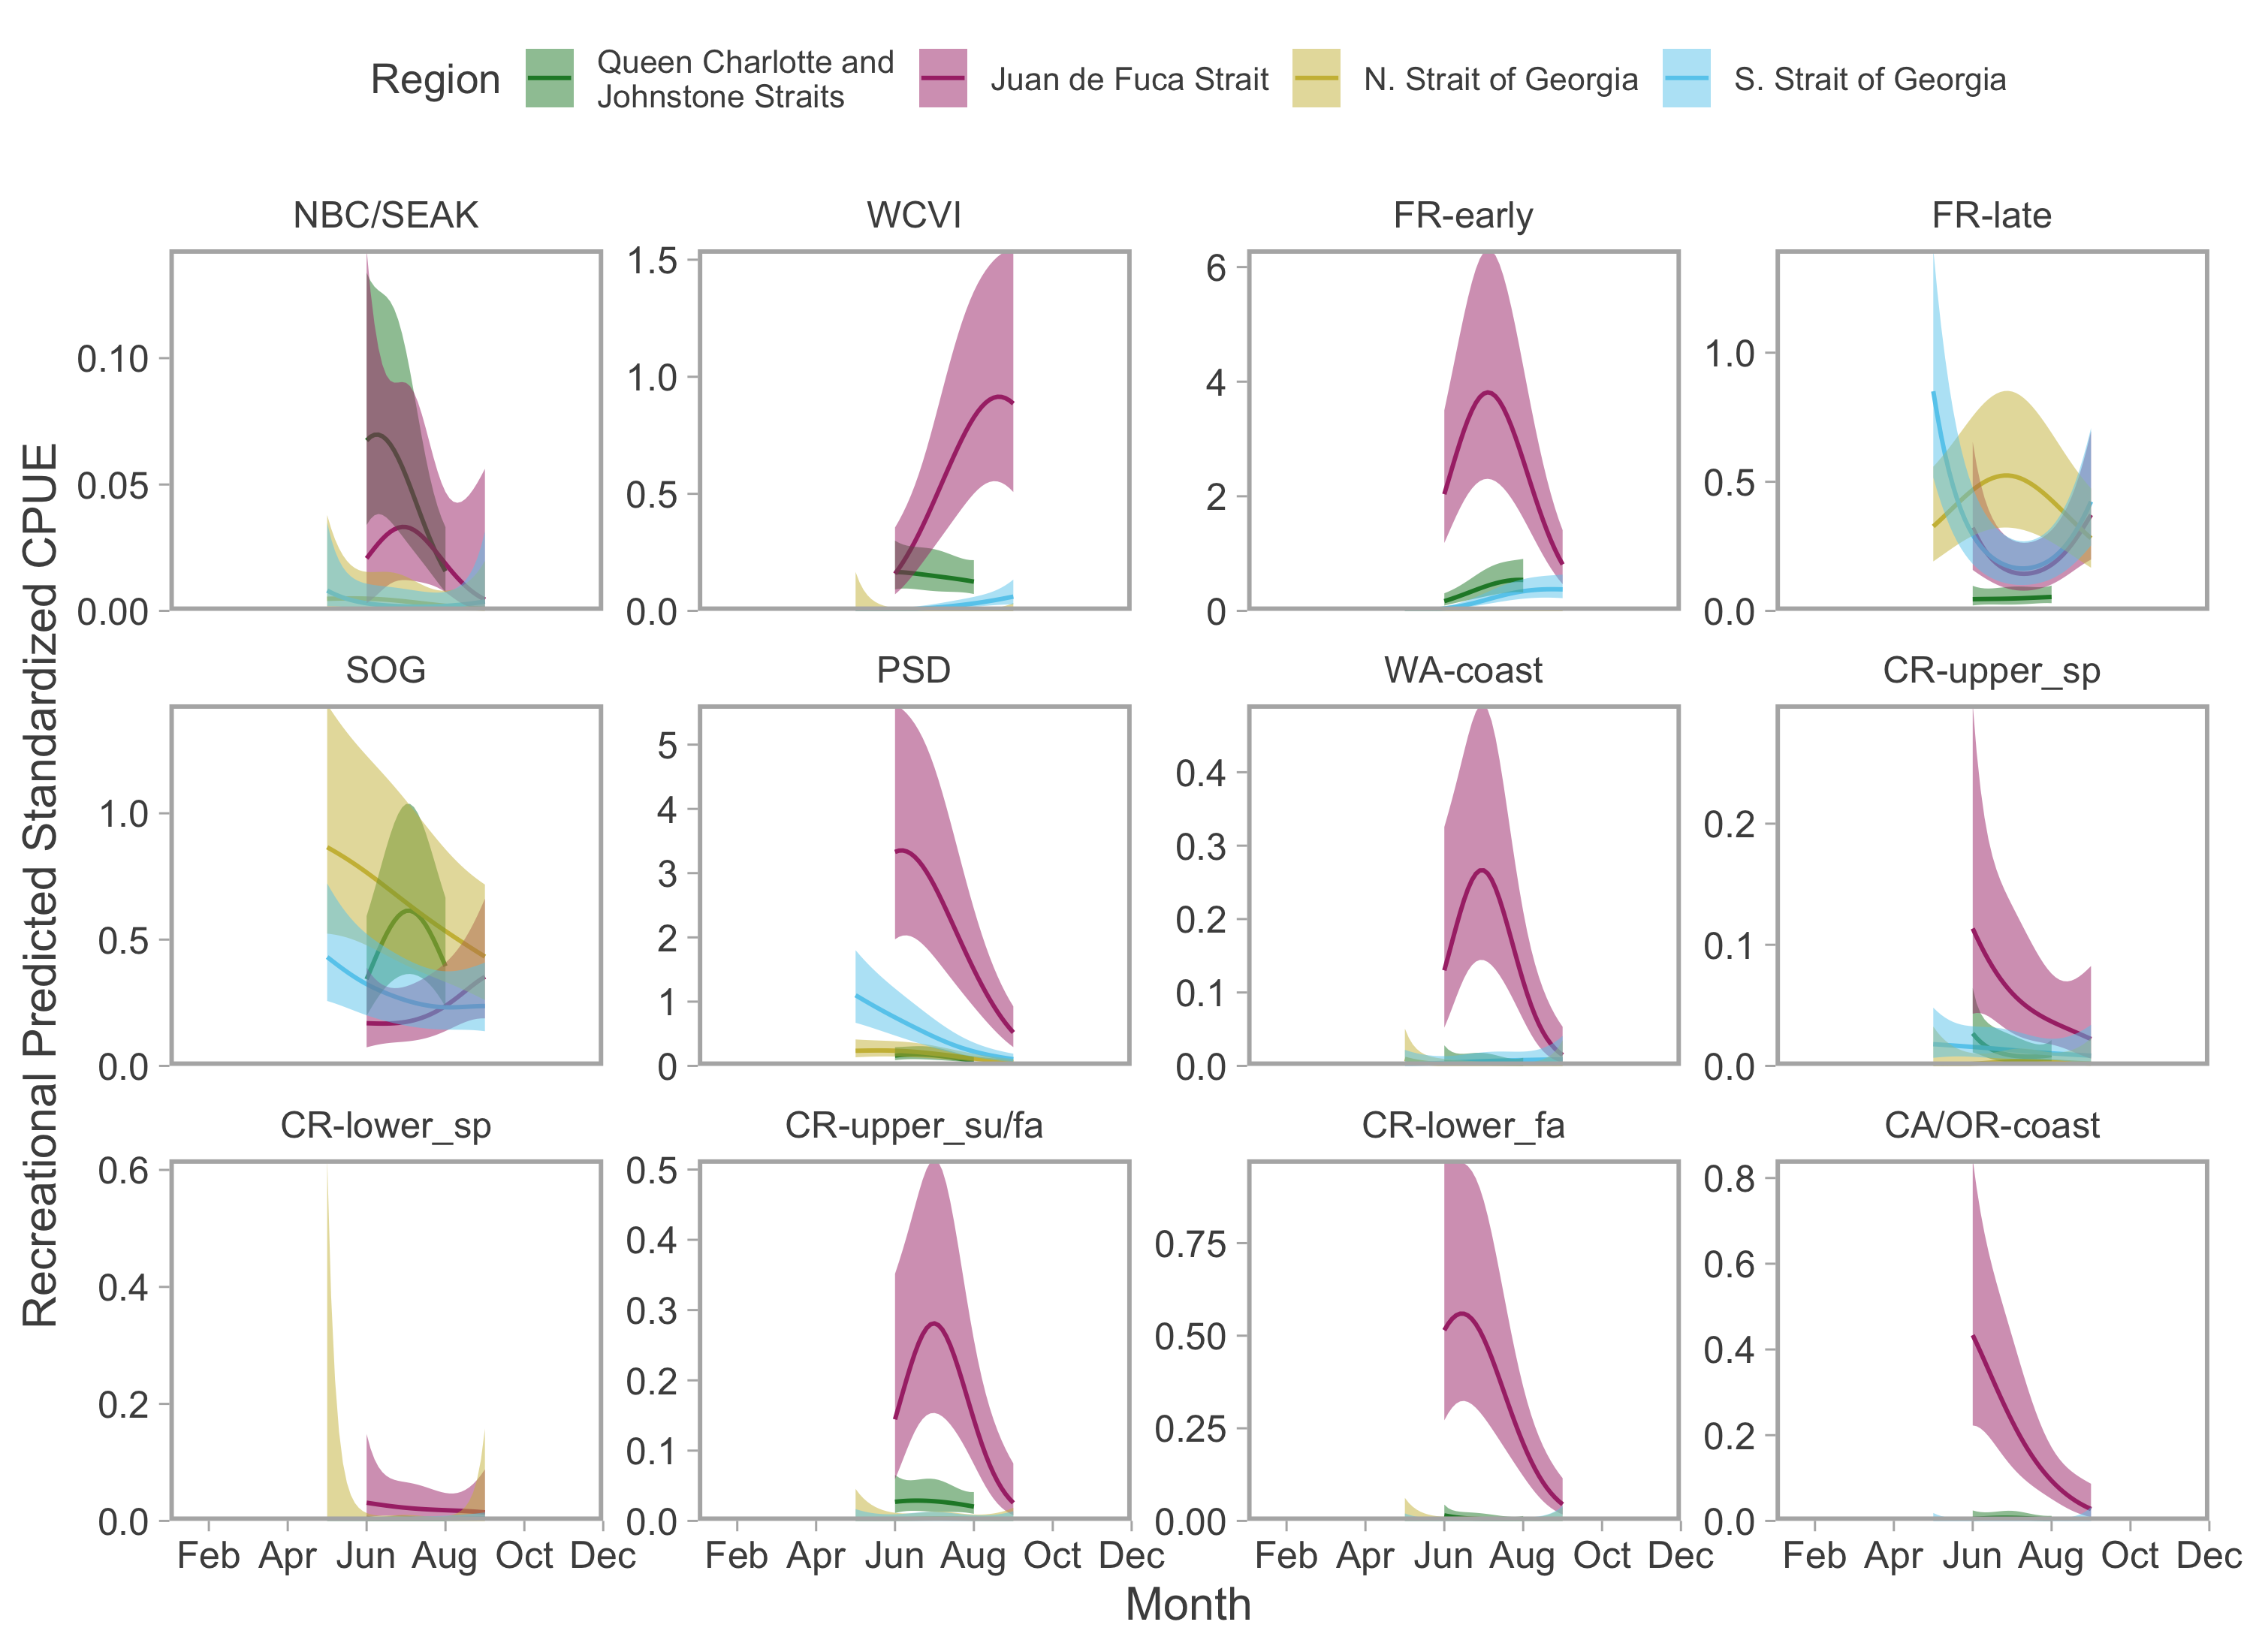 Region
Queen Charlotte and
Johnstone Straits
Juan de Fuca Strait
N. Strait of Georgia
S. Strait of Georgia
Recreational Predicted Standardized CPUE
NBC/SEAK
WCVI
FR-early
FR-late
0.10
0.05
0.00
1.5
1.0
0.5
0.0
6
4
2
0
1.0
0.5
0.0
SOG
PSD
WA-coast
CR-upper_sp
1.0
0.5
0.0
5
4
3
2
1
0
0.4
0.3
0.2
0.1
0.0
0.2
0.1
0.0
CR-lower_sp
CR-upper_su/fa
CR-lower_fa
CA/OR-coast
0.6
0.4
0.2
0.0
0.5
0.4
0.3
0.2
0.1
0.0
0.75
0.50
0.25
0.00
0.8
0.6
0.4
0.2
0.0
Feb Apr Jun Aug Oct Dec
Feb Apr Jun Aug Oct Dec
Feb Apr Jun Aug Oct Dec
Feb Apr Jun Aug Oct Dec
Month